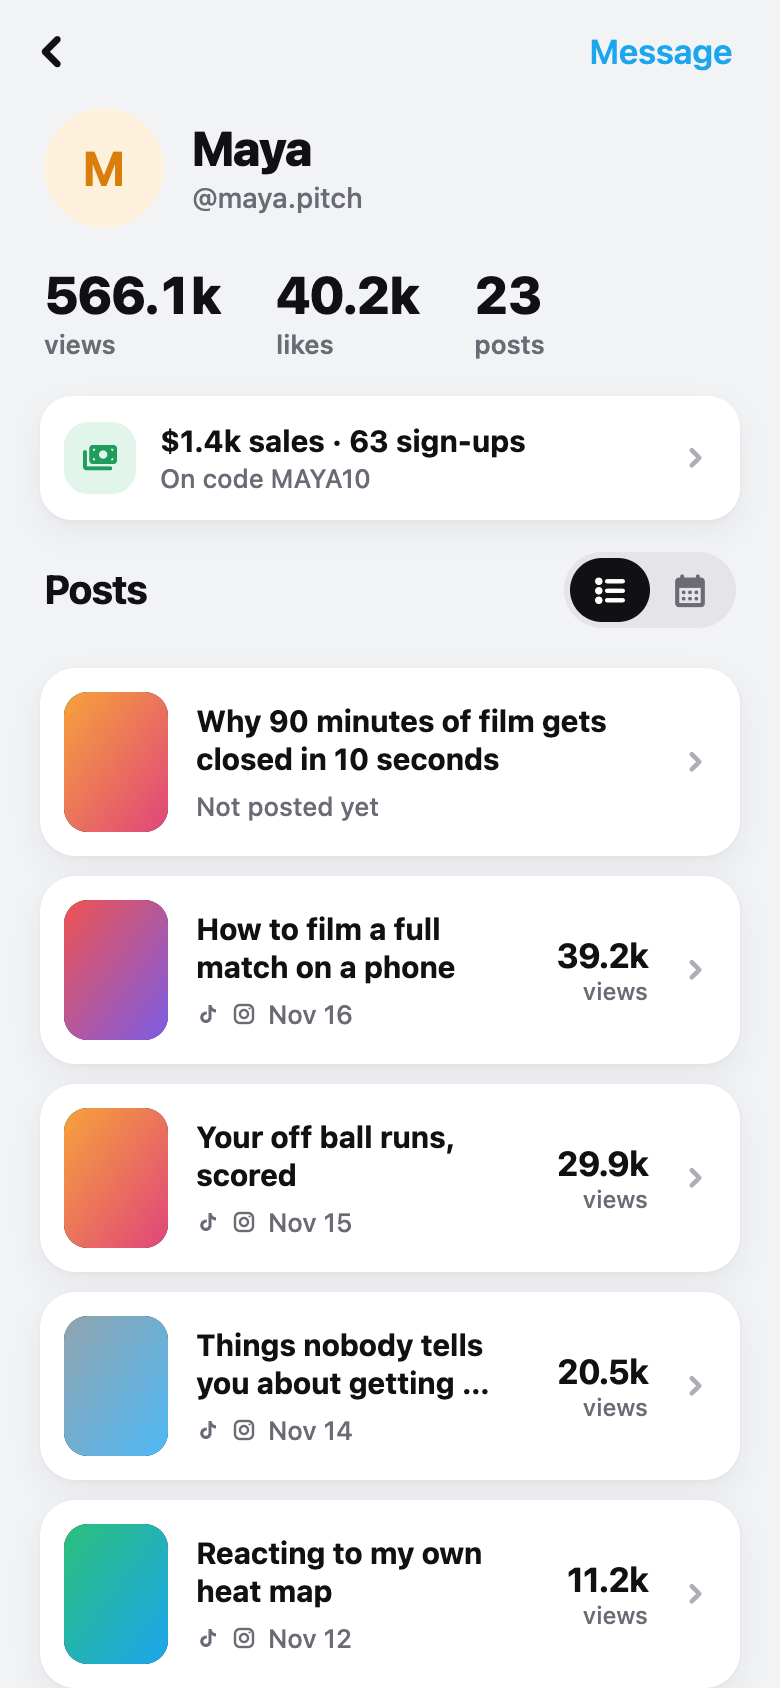 Message
M
Maya
@maya.pitch
566.1k
views
40.2k
likes
23
posts
$1.4k sales · 63 sign-ups
On code MAYA10
Posts
Why 90 minutes of film gets
closed in 10 seconds
Not posted yet
How to film a full
match on a phone
Nov 16
39.2k
views
Your off ball runs,
scored
Nov 15
29.9k
views
Things nobody tells
you about getting ...
Nov 14
20.5k
views
Reacting to my own
heat map
Nov 12
11.2k
views